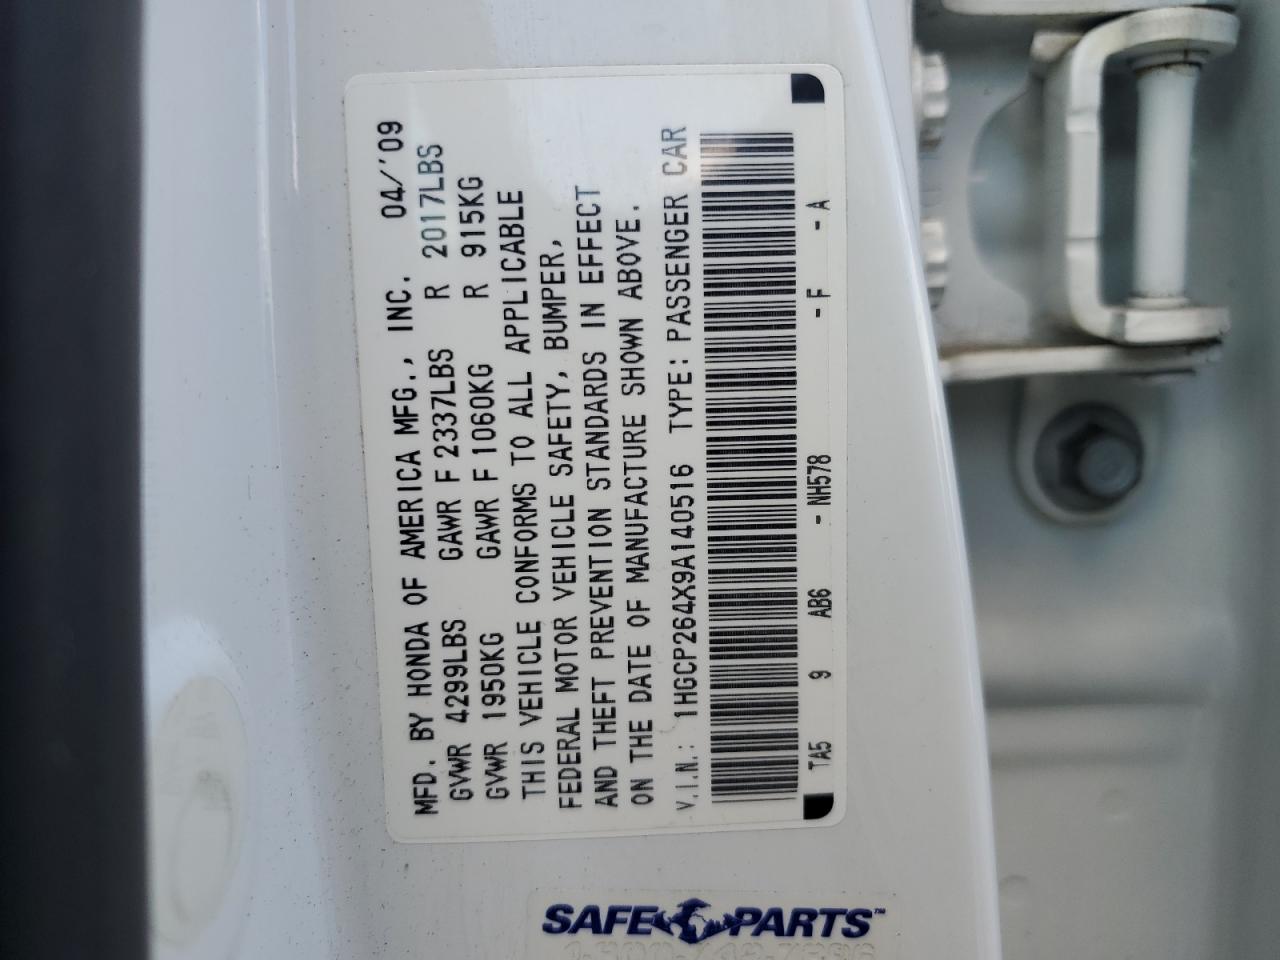 MFD. BY HONDA OF AMERICA MFG., INC. 04/'09
GVWR 4299LBS GAWR F 2337LBS R 2017LBS
GVWR 1950KG GAWR F 1060KG R 915KG
THIS VEHICLE CONFORMS TO ALL APPLICABLE
FEDERAL MOTOR VEHICLE SAFETY, BUMPER,
AND THEFT PREVENTION STANDARDS IN EFFECT
ON THE DATE OF MANUFACTURE SHOWN ABOVE.
V.I.N.: 1HGCP264X9A140516 TYPE: PASSENGER CAR
TA5 9 AB6 - NH578 - F - A
SAFE PARTS™